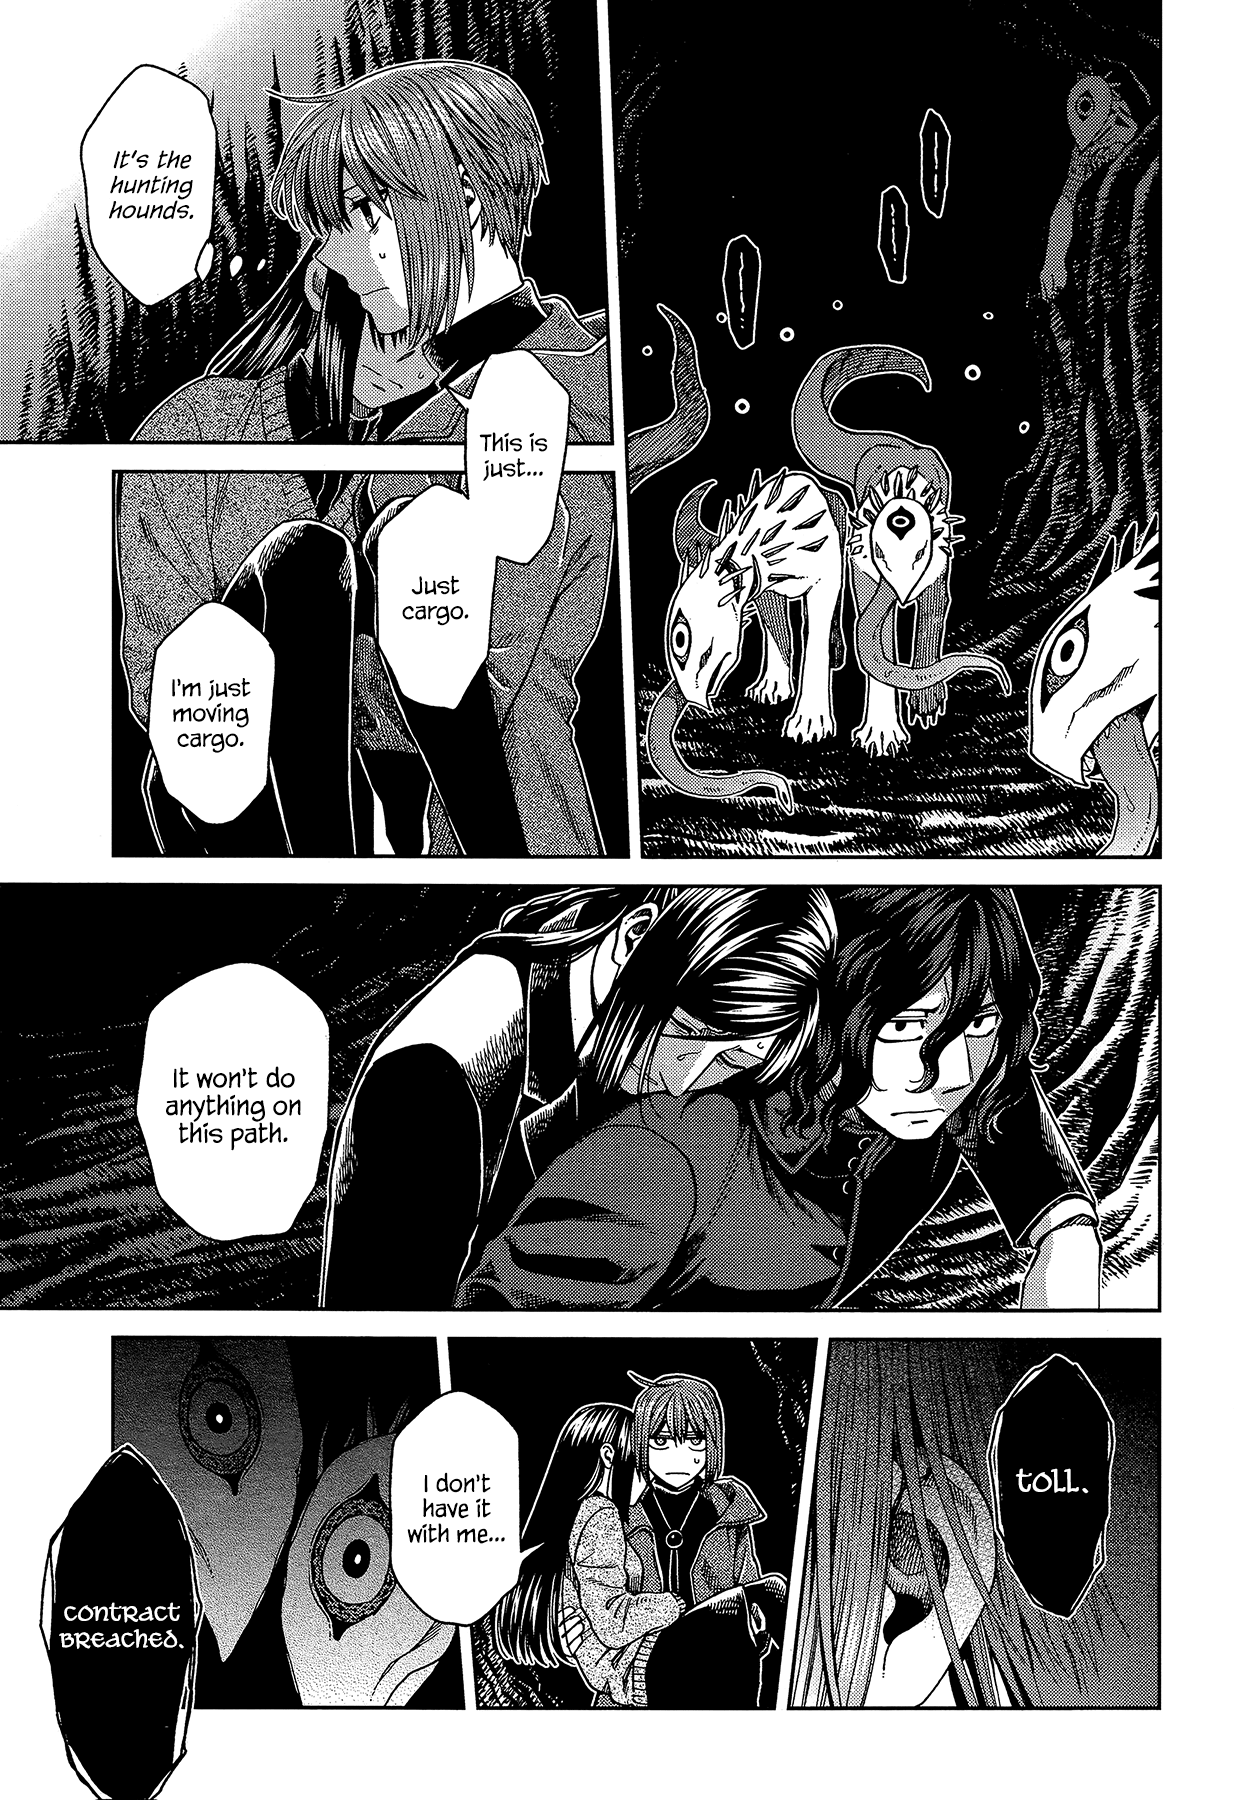 It's the
hunting
hounds.
This is
just...
Just
cargo.
I'm just
moving
cargo.
It won't do
anything on
this path.
toll.
I don't
have it
with me...
contract
breached.